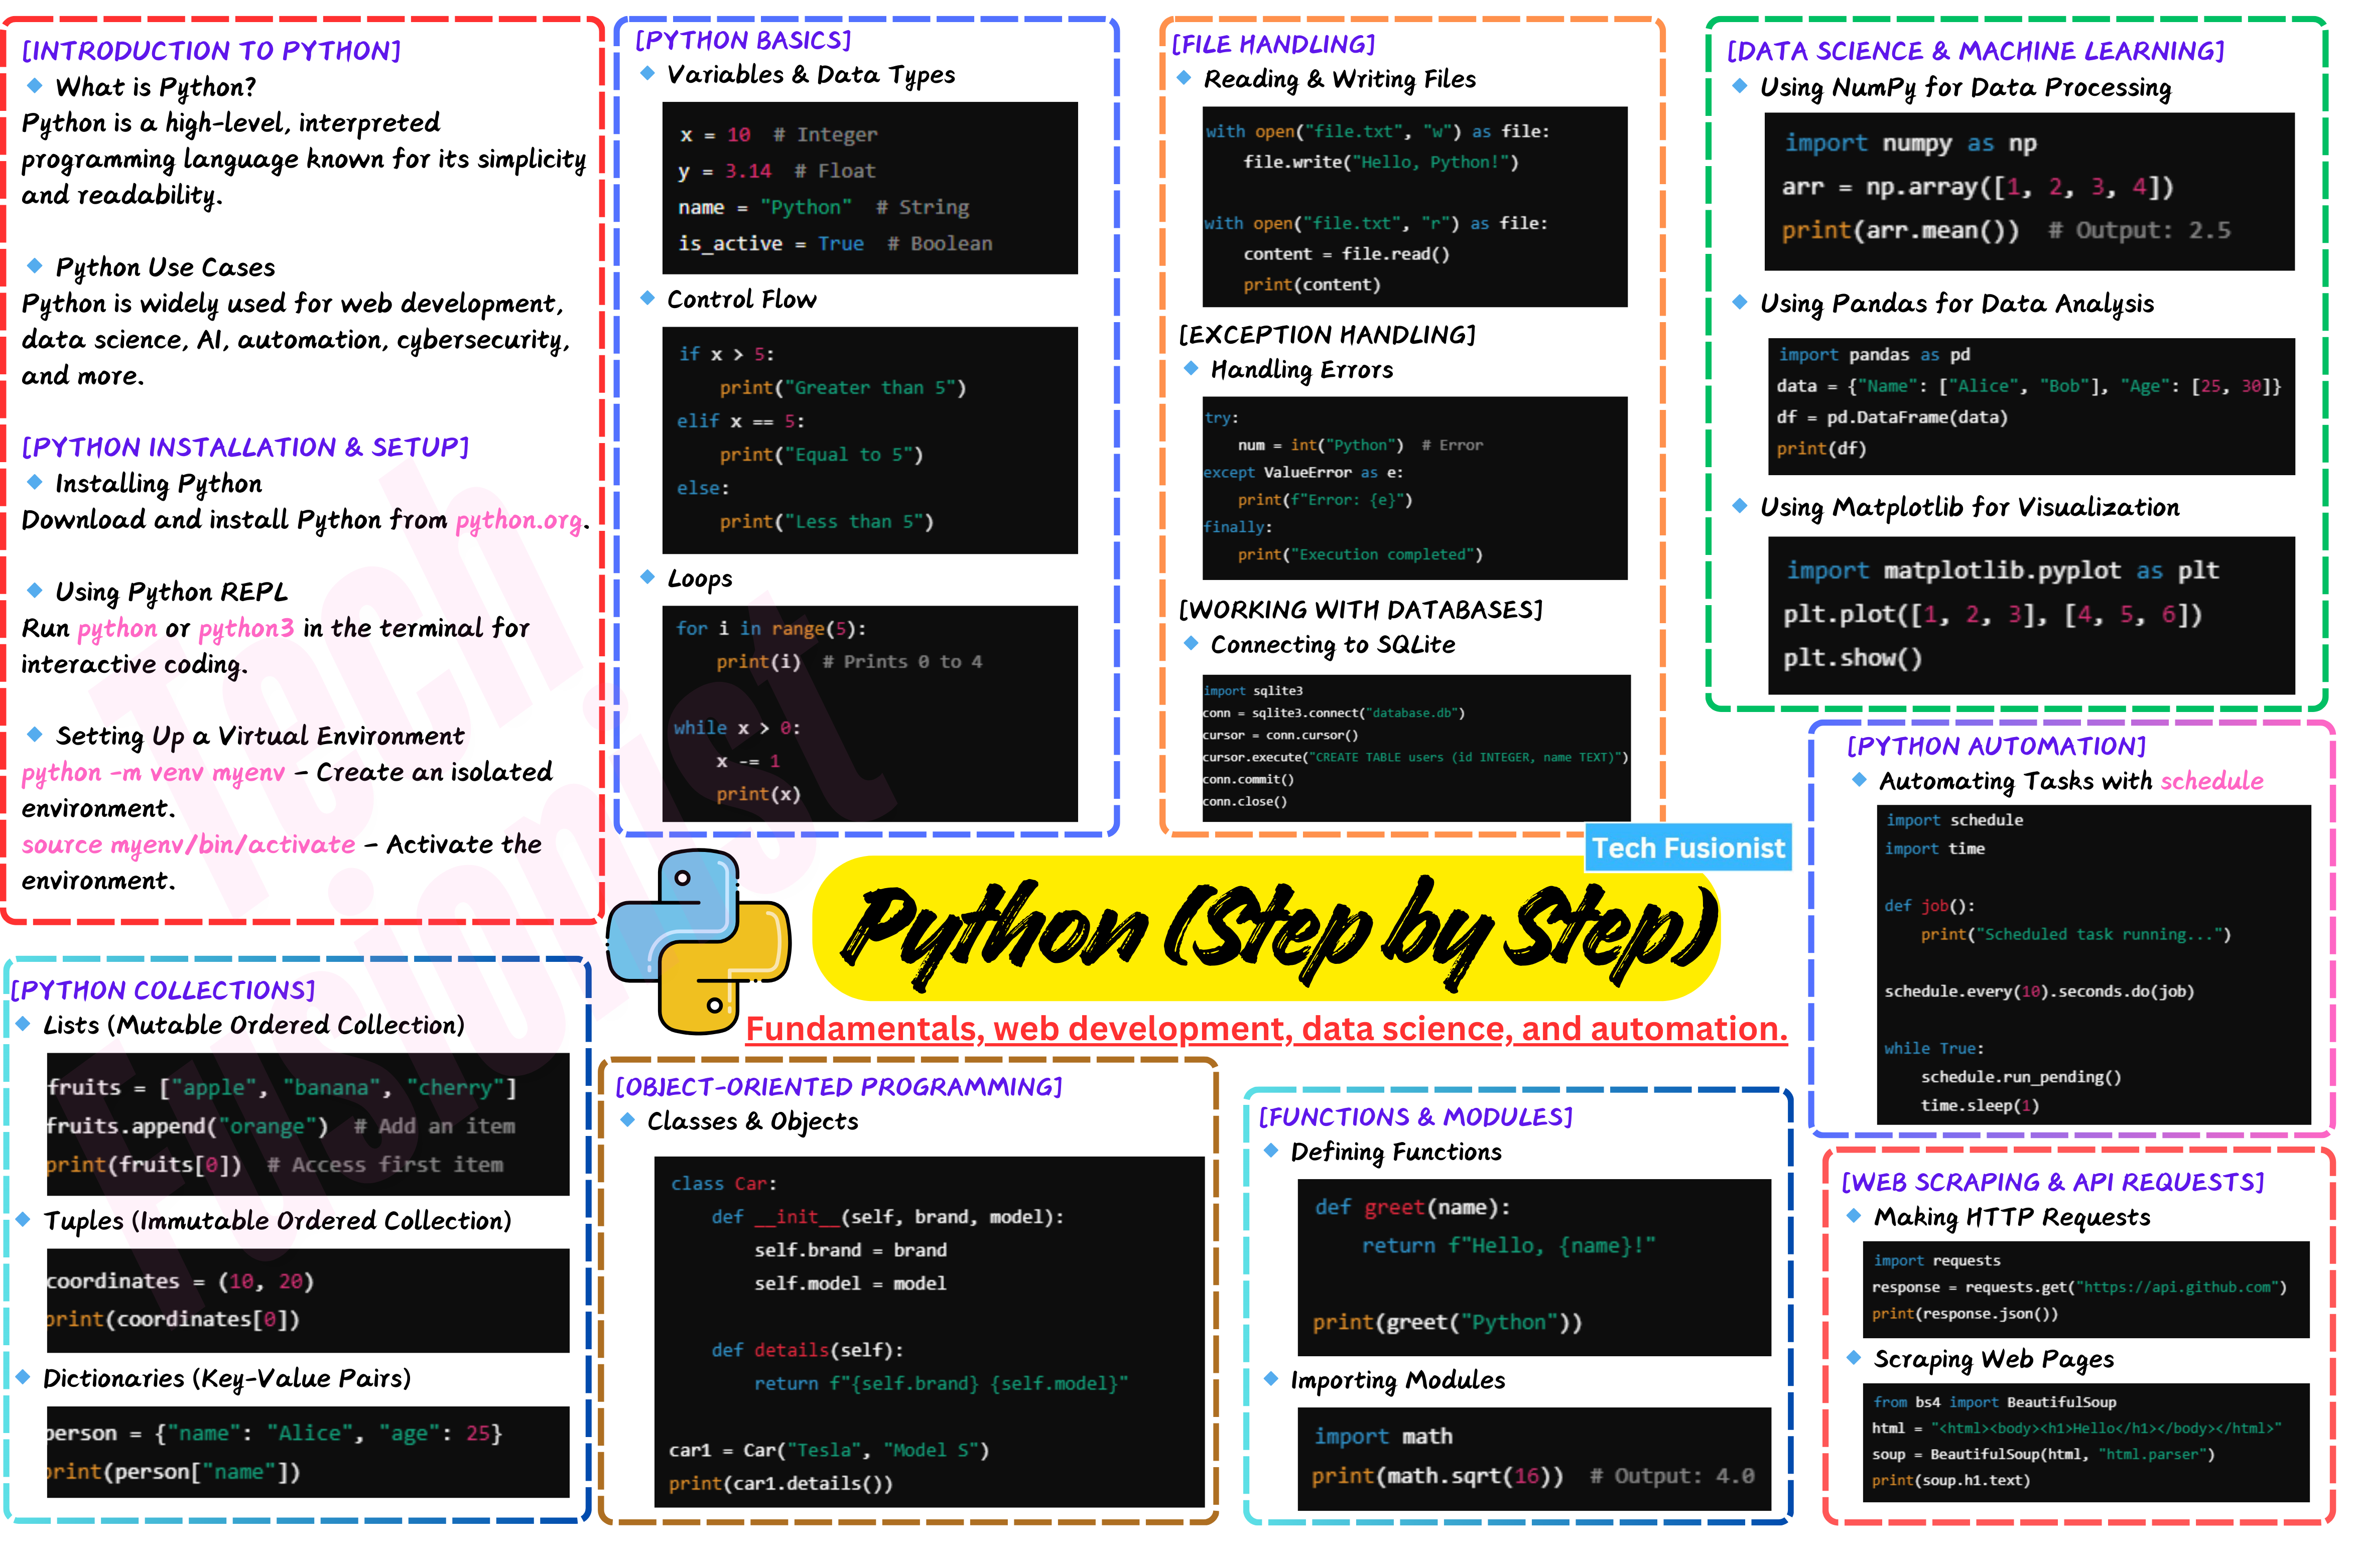 [INTRODUCTION TO PYTHON]
What is Python?
Python is a high-level, interpreted
programming language known for its simplicity
and readability.
Python Use Cases
Python is widely used for web development,
data science, AI, automation, cybersecurity,
and more.
[PYTHON INSTALLATION & SETUP]
Installing Python
Download and install Python from python.org.
Using Python REPL
Run python or python3 in the terminal for
interactive coding.
Setting Up a Virtual Environment
python -m venv myenv – Create an isolated
environment.
source myenv/bin/activate – Activate the
environment.
[PYTHON BASICS]
Variables & Data Types
x = 10  # Integer
y = 3.14  # Float
name = "Python"  # String
is_active = True  # Boolean
Control Flow
if x > 5:
    print("Greater than 5")
elif x == 5:
    print("Equal to 5")
else:
    print("Less than 5")
Loops
for i in range(5):
    print(i)  # Prints 0 to 4
while x > 0:
    x -= 1
    print(x)
[FILE HANDLING]
Reading & Writing Files
with open("file.txt", "w") as file:
    file.write("Hello, Python!")
with open("file.txt", "r") as file:
    content = file.read()
    print(content)
[EXCEPTION HANDLING]
Handling Errors
try:
    num = int("Python")  # Error
except ValueError as e:
    print(f"Error: {e}")
finally:
    print("Execution completed")
[WORKING WITH DATABASES]
Connecting to SQLite
import sqlite3
conn = sqlite3.connect("database.db")
cursor = conn.cursor()
cursor.execute("CREATE TABLE users (id INTEGER, name TEXT)")
conn.commit()
conn.close()
[DATA SCIENCE & MACHINE LEARNING]
Using NumPy for Data Processing
import numpy as np
arr = np.array([1, 2, 3, 4])
print(arr.mean())  # Output: 2.5
Using Pandas for Data Analysis
import pandas as pd
data = {"Name": ["Alice", "Bob"], "Age": [25, 30]}
df = pd.DataFrame(data)
print(df)
Using Matplotlib for Visualization
import matplotlib.pyplot as plt
plt.plot([1, 2, 3], [4, 5, 6])
plt.show()
[PYTHON AUTOMATION]
Automating Tasks with schedule
import schedule
import time
def job():
    print("Scheduled task running...")
schedule.every(10).seconds.do(job)
while True:
    schedule.run_pending()
    time.sleep(1)
Tech Fusionist
Python (Step by Step)
Fundamentals, web development, data science, and automation.
[PYTHON COLLECTIONS]
Lists (Mutable Ordered Collection)
fruits = ["apple", "banana", "cherry"]
fruits.append("orange")  # Add an item
print(fruits[0])  # Access first item
Tuples (Immutable Ordered Collection)
coordinates = (10, 20)
print(coordinates[0])
Dictionaries (Key-Value Pairs)
person = {"name": "Alice", "age": 25}
print(person["name"])
[OBJECT-ORIENTED PROGRAMMING]
Classes & Objects
class Car:
    def __init__(self, brand, model):
        self.brand = brand
        self.model = model
    def details(self):
        return f"{self.brand} {self.model}"
car1 = Car("Tesla", "Model S")
print(car1.details())
[FUNCTIONS & MODULES]
Defining Functions
def greet(name):
    return f"Hello, {name}!"
print(greet("Python"))
Importing Modules
import math
print(math.sqrt(16))  # Output: 4.0
[WEB SCRAPING & API REQUESTS]
Making HTTP Requests
import requests
response = requests.get("https://api.github.com")
print(response.json())
Scraping Web Pages
from bs4 import BeautifulSoup
html = "<html><body><h1>Hello</h1></body></html>"
soup = BeautifulSoup(html, "html.parser")
print(soup.h1.text)
Tech
Fusionist